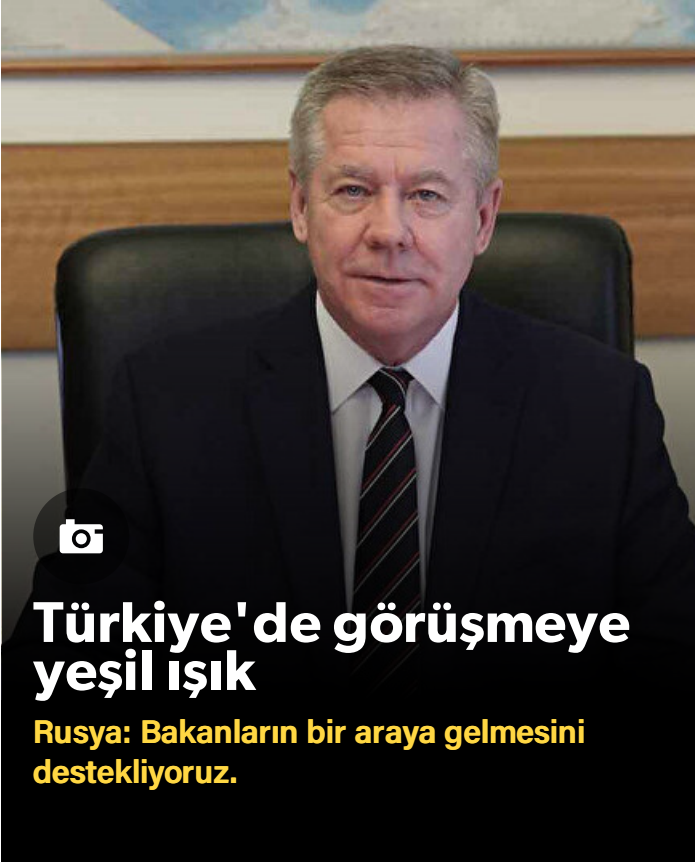 Türkiye'de görüşmeye
yeşil ışık
Rusya: Bakanların bir araya gelmesini
destekliyoruz.